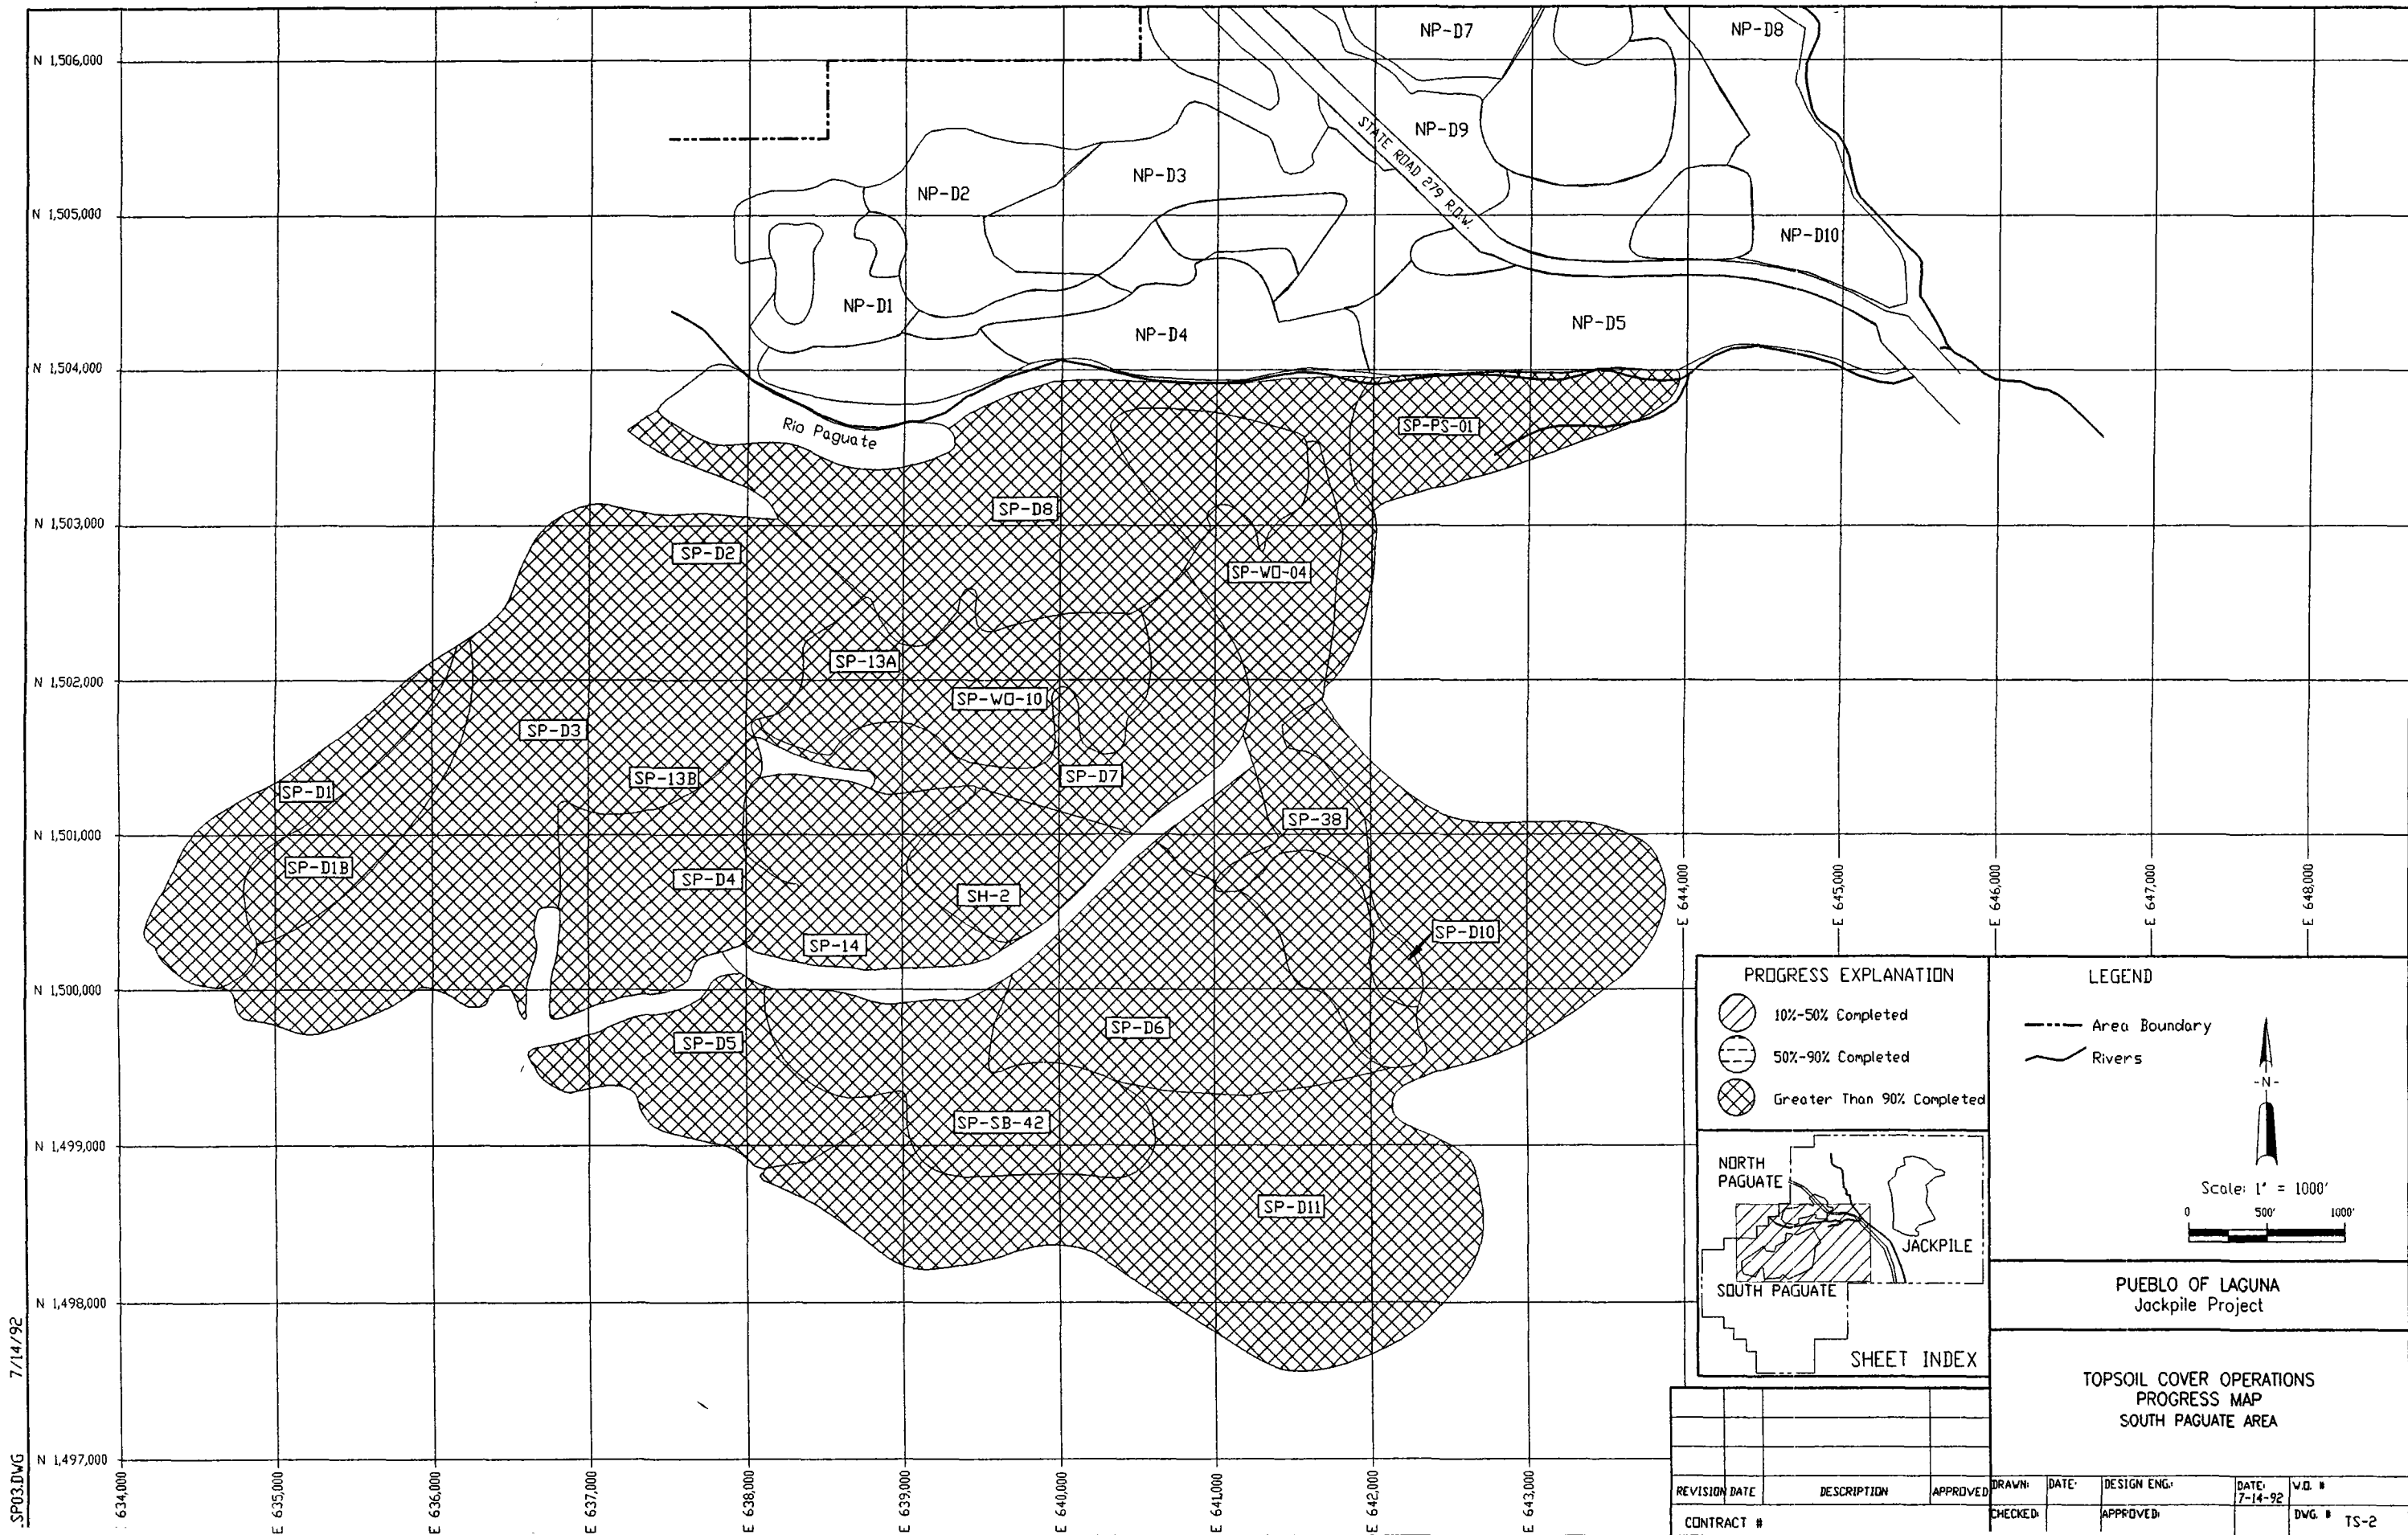 NP-D7
NP-D8
N 1,506,000
NP-D9
STATE ROAD 279 R.O.W.
NP-D3
NP-D2
N 1,505,000
NP-D10
NP-D1
NP-D5
NP-D4
N 1,504,000
Rio Paguate
SP-PS-01
SP-D8
N 1,503,000
SP-D2
SP-WO-04
SP-13A
N 1,502,000
SP-WO-10
SP-D3
SP-13B
SP-D7
SP-D1
SP-38
N 1,501,000
SP-D1B
SP-D4
SH-2
SP-D10
SP-14
E 644,000
E 645,000
E 646,000
E 647,000
E 648,000
N 1,500,000
SP-D6
SP-D5
SP-SB-42
N 1,499,000
SP-D11
N 1,498,000
N 1,497,000
E 634,000
E 635,000
E 636,000
E 637,000
E 638,000
E 639,000
E 640,000
E 641,000
E 642,000
E 643,000
.SP03.DWG 7/14/92
PROGRESS EXPLANATION
10%-50% Completed
50%-90% Completed
Greater Than 90% Completed
LEGEND
Area Boundary
Rivers
-N-
Scale: 1" = 1000'
0 500' 1000'
NORTH
PAGUATE
JACKPILE
SOUTH PAGUATE
SHEET INDEX
PUEBLO OF LAGUNA
Jackpile Project
TOPSOIL COVER OPERATIONS
PROGRESS MAP
SOUTH PAGUATE AREA
REVISION DATE DESCRIPTION APPROVED
CONTRACT #
DRAWN: DATE: DESIGN ENG.: DATE: 7-14-92 W.O. #
CHECKED: APPROVED: DWG. # TS-2